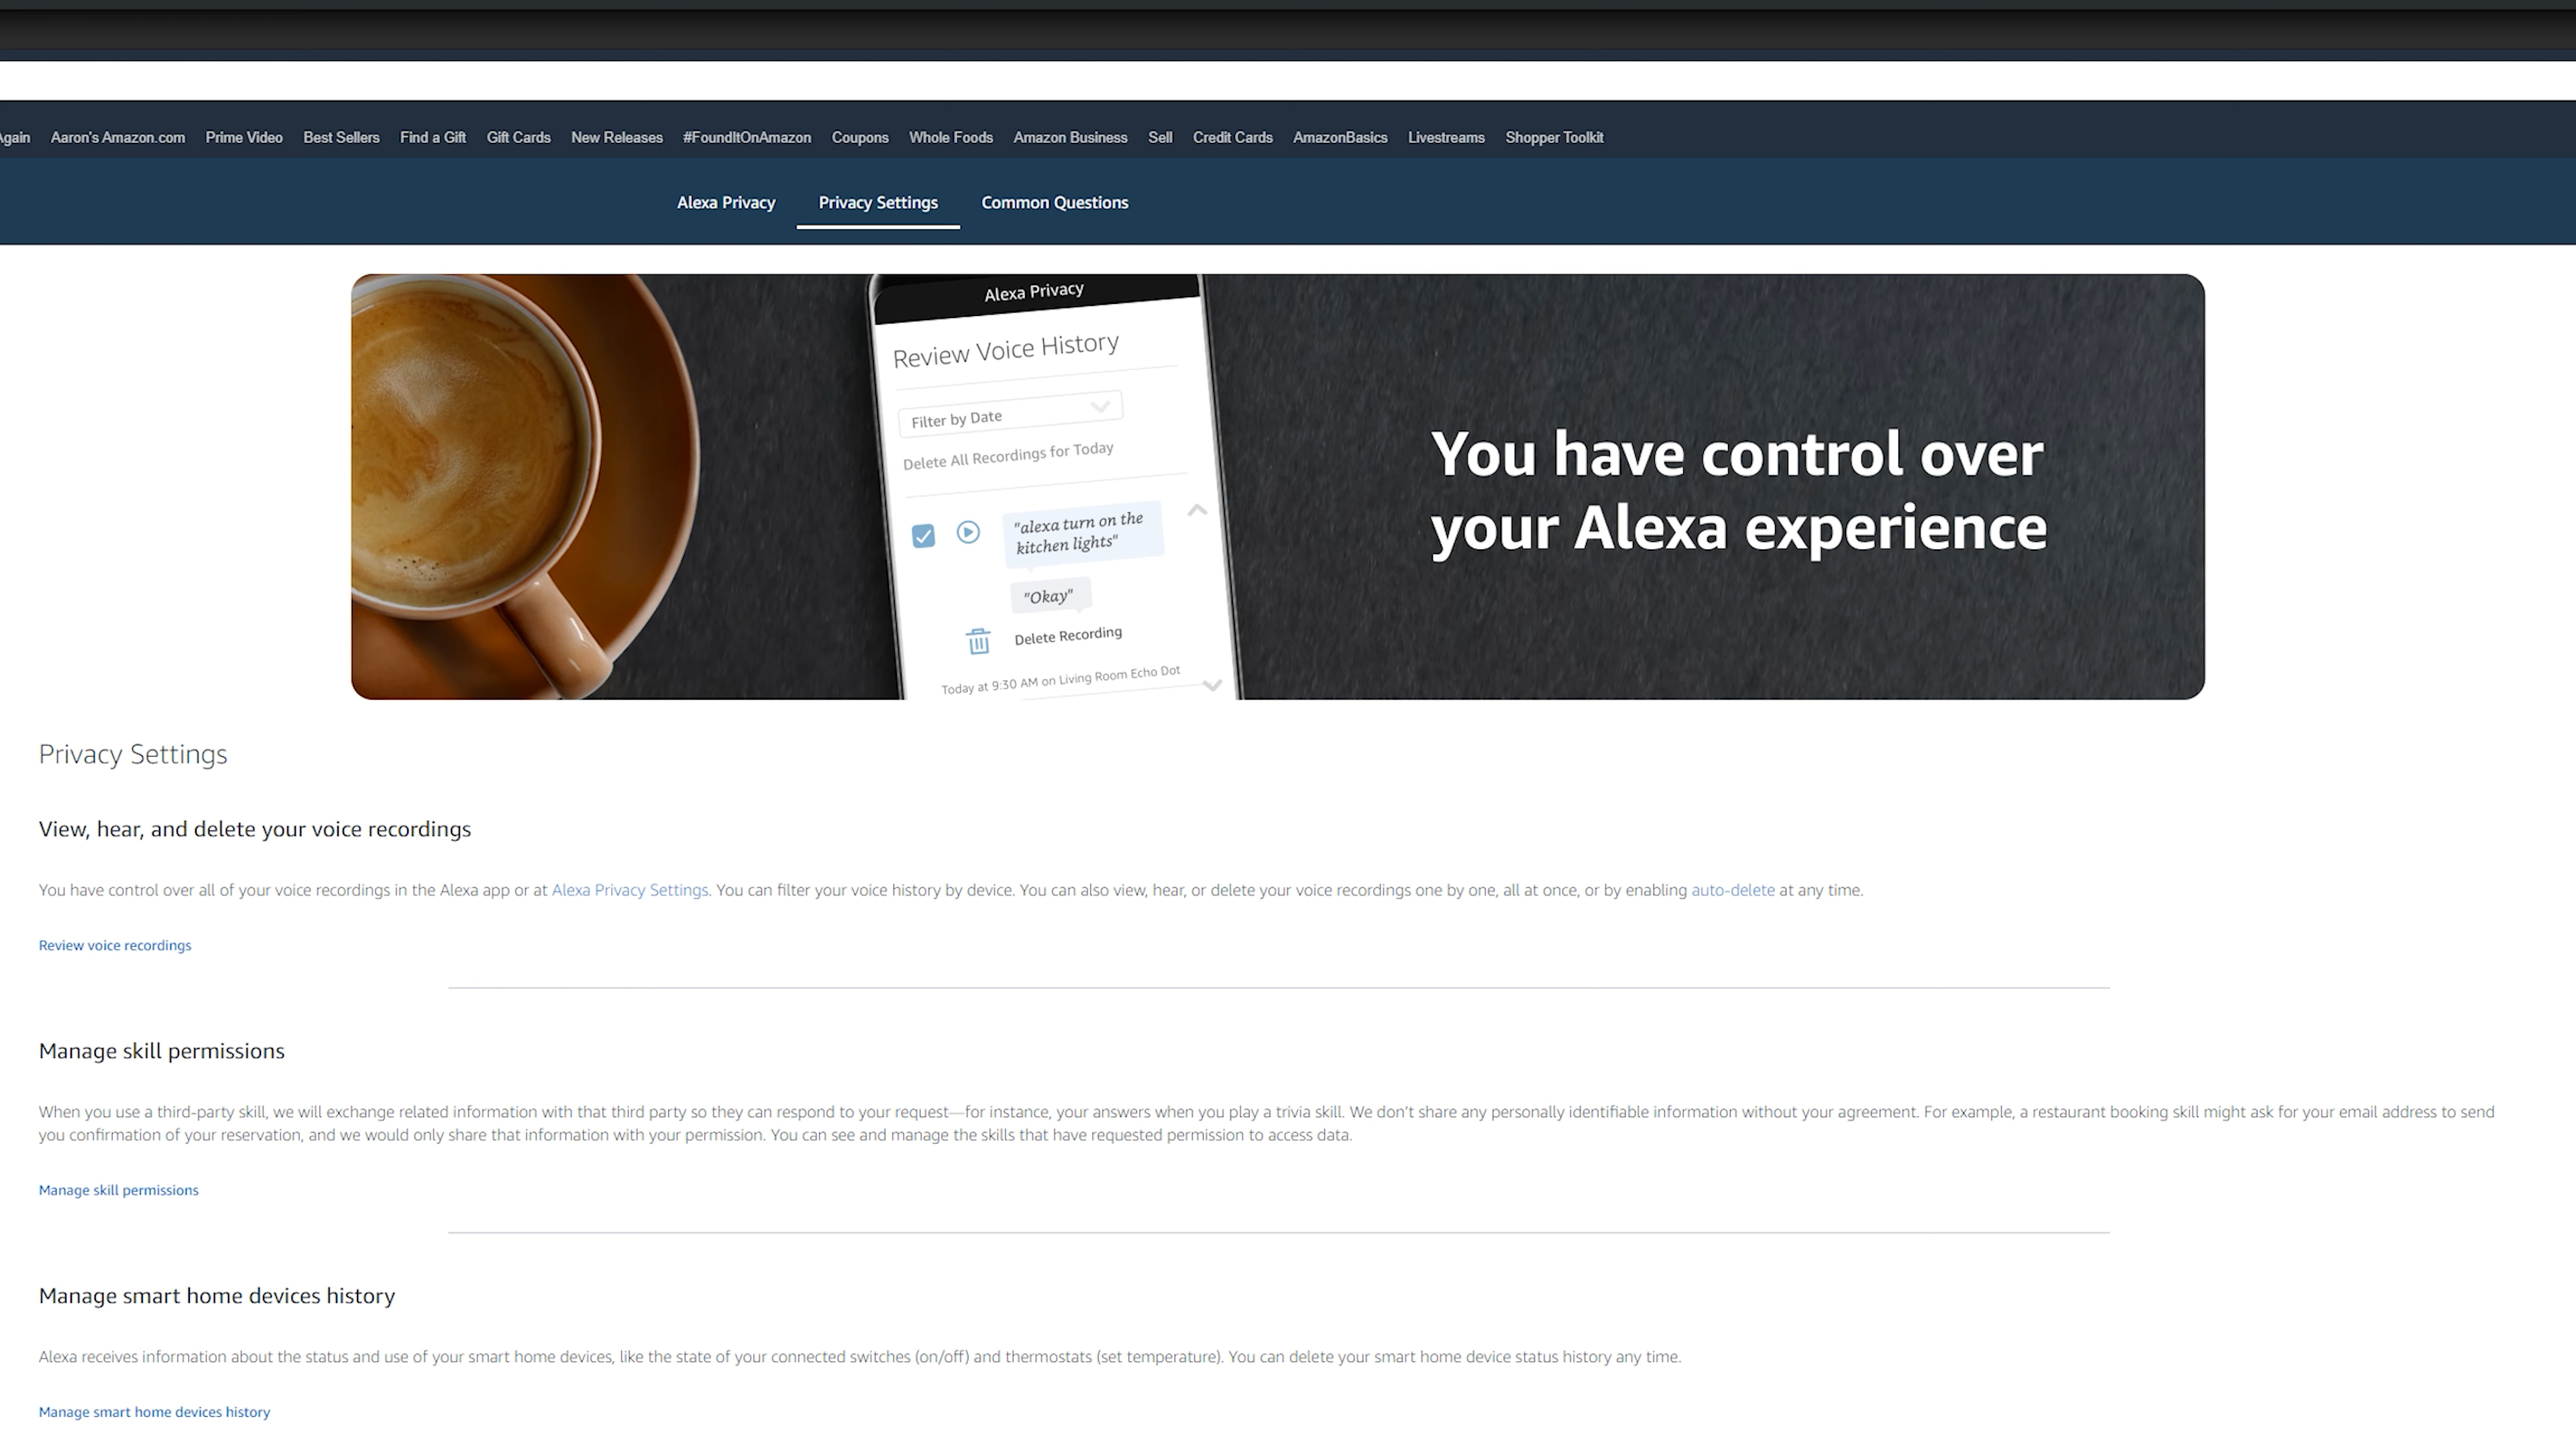 Again Aaron's Amazon.com Prime Video Best Sellers Find a Gift Gift Cards New Releases #FoundItOnAmazon Coupons Whole Foods Amazon Business Sell Credit Cards AmazonBasics Livestreams Shopper Toolkit
Alexa Privacy Privacy Settings Common Questions
Alexa Privacy
Review Voice History
Filter by Date
Delete All Recordings for Today
"alexa turn on the
kitchen lights"
"Okay"
Delete Recording
Today at 9:30 AM on Living Room Echo Dot
You have control over
your Alexa experience
Privacy Settings
View, hear, and delete your voice recordings
You have control over all of your voice recordings in the Alexa app or at Alexa Privacy Settings. You can filter your voice history by device. You can also view, hear, or delete your voice recordings one by one, all at once, or by enabling auto-delete at any time.
Review voice recordings
Manage skill permissions
When you use a third-party skill, we will exchange related information with that third party so they can respond to your request—for instance, your answers when you play a trivia skill. We don't share any personally identifiable information without your agreement. For example, a restaurant booking skill might ask for your email address to send
you confirmation of your reservation, and we would only share that information with your permission. You can see and manage the skills that have requested permission to access data.
Manage skill permissions
Manage smart home devices history
Alexa receives information about the status and use of your smart home devices, like the state of your connected switches (on/off) and thermostats (set temperature). You can delete your smart home device status history any time.
Manage smart home devices history